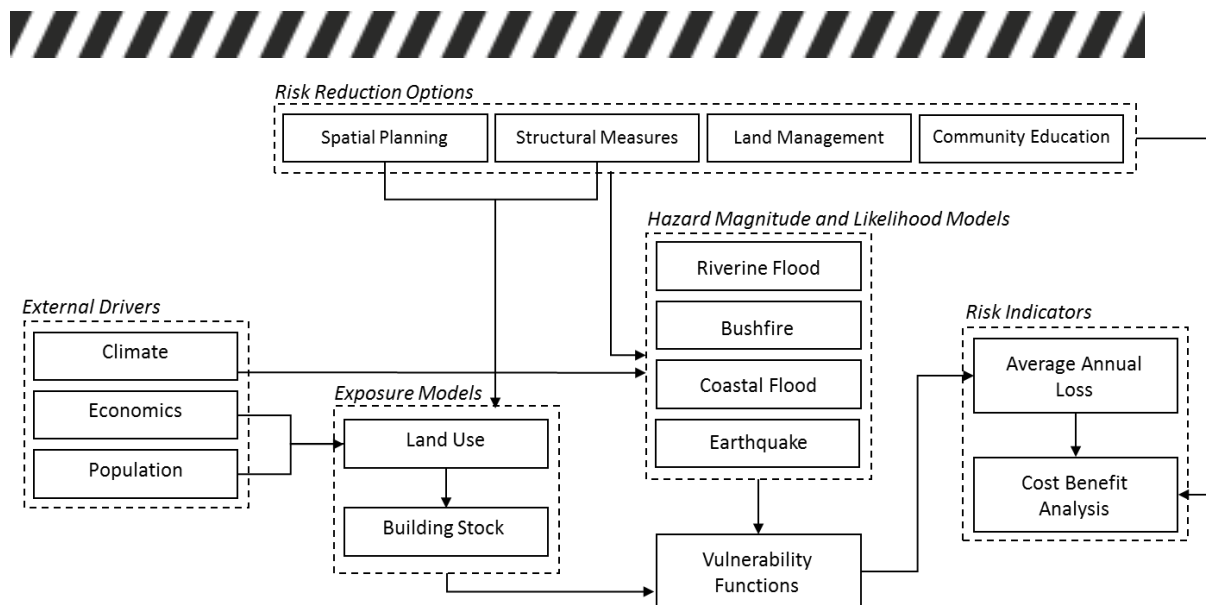 Risk Reduction Options
Spatial Planning
Structural Measures
Land Management
Community Education
Hazard Magnitude and Likelihood Models
Riverine Flood
Bushfire
Coastal Flood
Earthquake
External Drivers
Climate
Economics
Population
Exposure Models
Land Use
Building Stock
Vulnerability
Functions
Risk Indicators
Average Annual
Loss
Cost Benefit
Analysis